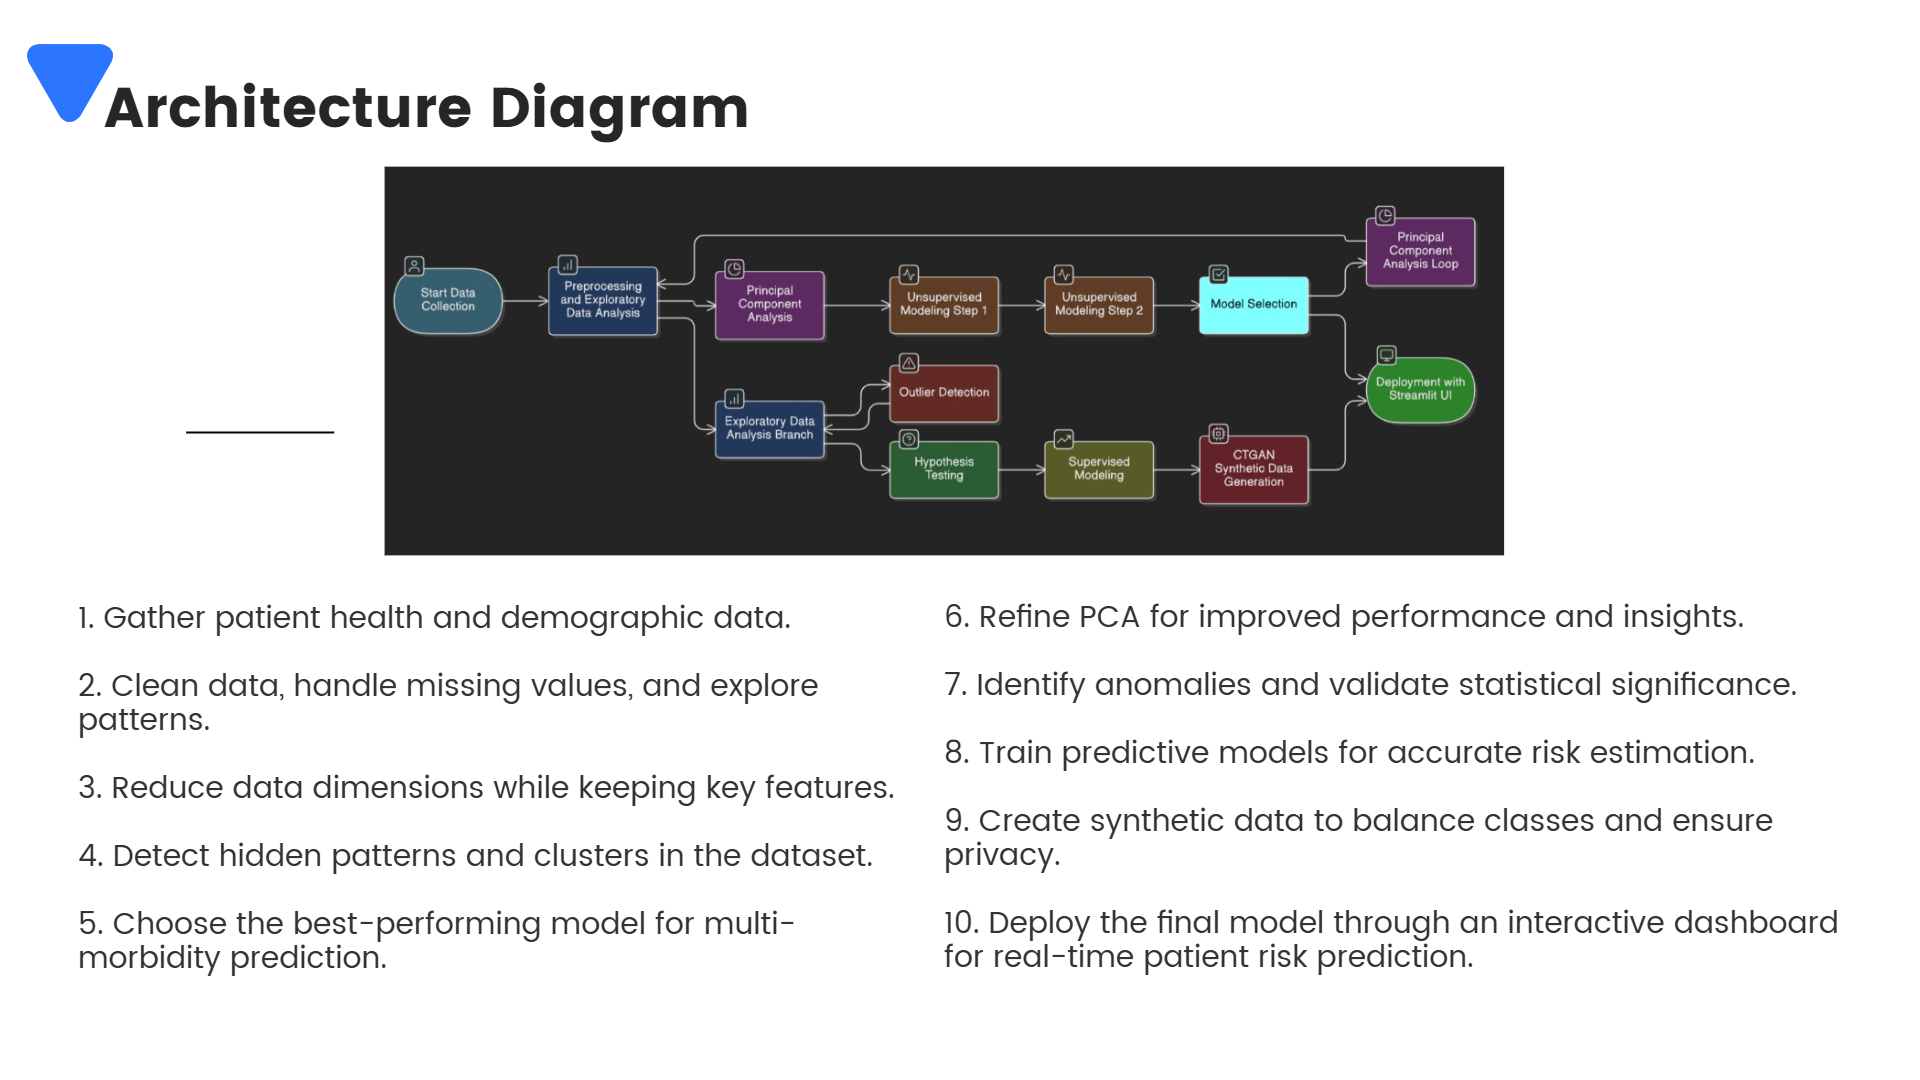 Architecture Diagram
Start Data
Collection
Preprocessing
and Exploratory
Data Analysis
Principal
Component
Analysis
Unsupervised
Modeling Step 1
Unsupervised
Modeling Step 2
Model Selection
Principal
Component
Analysis Loop
Deployment with
Streamlit UI
Exploratory Data
Analysis Branch
Outlier Detection
Hypothesis
Testing
Supervised
Modeling
CTGAN
Synthetic Data
Generation
1. Gather patient health and demographic data.
2. Clean data, handle missing values, and explore
patterns.
3. Reduce data dimensions while keeping key features.
4. Detect hidden patterns and clusters in the dataset.
5. Choose the best-performing model for multi-
morbidity prediction.
6. Refine PCA for improved performance and insights.
7. Identify anomalies and validate statistical significance.
8. Train predictive models for accurate risk estimation.
9. Create synthetic data to balance classes and ensure
privacy.
10. Deploy the final model through an interactive dashboard
for real-time patient risk prediction.